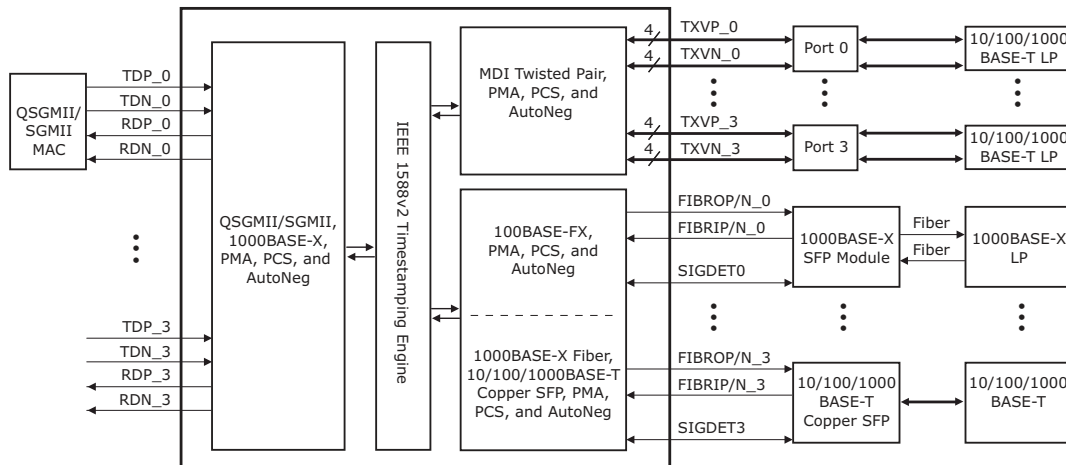 QSGMII/
SGMII
MAC
TDP_0
TDN_0
RDP_0
RDN_0
TDP_3
TDN_3
RDP_3
RDN_3
QSGMII/SGMII,
1000BASE-X,
PMA, PCS, and
AutoNeg
IEEE 1588v2 Timestamping Engine
MDI Twisted Pair,
PMA, PCS, and
AutoNeg
100BASE-FX,
PMA, PCS, and
AutoNeg
1000BASE-X Fiber,
10/100/1000BASE-T
Copper SFP, PMA,
PCS, and AutoNeg
4 TXVP_0
4 TXVN_0
4 TXVP_3
4 TXVN_3
Port 0
Port 3
10/100/1000
BASE-T LP
10/100/1000
BASE-T LP
FIBROP/N_0
FIBRIP/N_0
SIGDET0
1000BASE-X
SFP Module
Fiber
Fiber
1000BASE-X
LP
FIBROP/N_3
FIBRIP/N_3
SIGDET3
10/100/1000
BASE-T
Copper SFP
10/100/1000
BASE-T